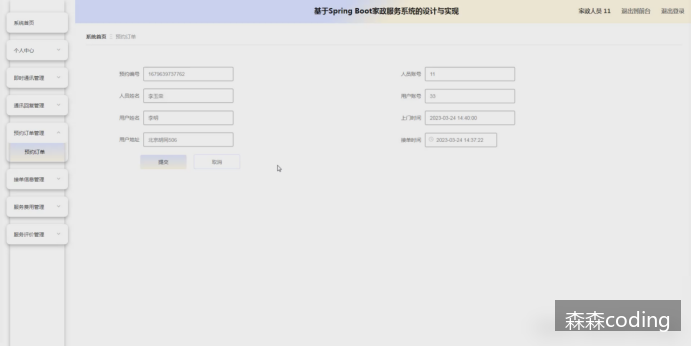 基于Spring Boot家政服务系统的设计与实现
家政人员 11
退出到前台
退出登录
系统首页
系统首页
预约订单
个人中心
即时通讯管理
通讯回复管理
预约订单管理
预约订单
接单信息管理
服务费用管理
服务评价管理
预约编号
1679639737762
人员账号
11
人员姓名
用户账号
33
用户姓名
李明
上门时间
2023-03-24 14:40:00
用户地址
接单时间
2023-03-24 14:37:22
提交
取消
森森coding